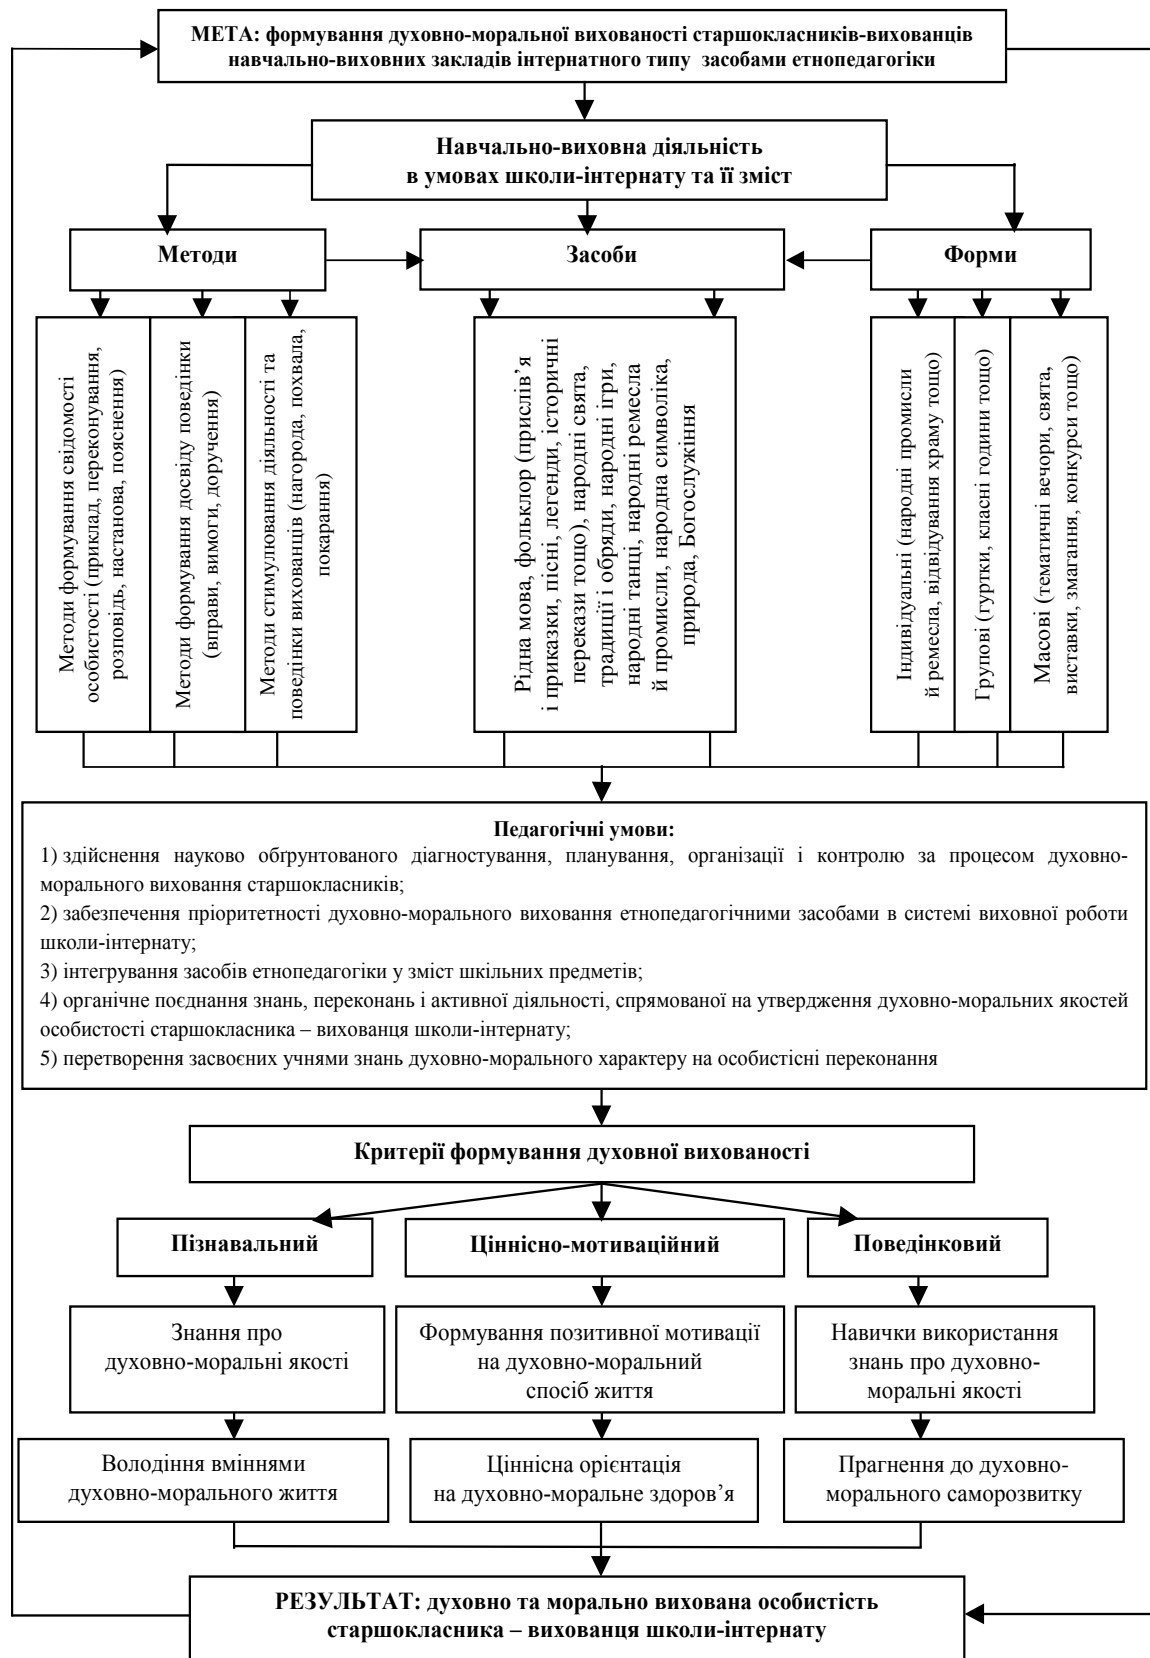 МЕТА: формування духовно-моральної вихованості старшокласників-вихованців
навчально-виховних закладів інтернатного типу засобами етнопедагогіки
Навчально-виховна діяльність
в умовах школи-інтернату та її зміст
Методи
Засоби
Форми
Методи формування свідомості
особистості (приклад, переконування,
розповідь, настанова, пояснення)
Методи формування досвіду поведінки
(вправи, вимоги, доручення)
Методи стимулювання діяльності та
поведінки вихованців (нагорода, похвала,
покарання)
Рідна мова, фольклор (прислів’я
і приказки, пісні, легенди, історичні
перекази тощо), народні свята,
традиції і обряди, народні ігри,
народні танці, народні ремесла
й промисли, народна символіка,
природа, Богослужіння
Індивідуальні (народні промисли
й ремесла, відвідування храму тощо)
Групові (гуртки, класні години тощо)
Масові (тематичні вечори, свята,
виставки, змагання, конкурси тощо)
Педагогічні умови:
1) здійснення науково обґрунтованого діагностування, планування, організації і контролю за процесом духовно-
морального виховання старшокласників;
2) забезпечення пріоритетності духовно-морального виховання етнопедагогічними засобами в системі виховної роботи
школи-інтернату;
3) інтегрування засобів етнопедагогіки у зміст шкільних предметів;
4) органічне поєднання знань, переконань і активної діяльності, спрямованої на утвердження духовно-моральних якостей
особистості старшокласника – вихованця школи-інтернату;
5) перетворення засвоєних учнями знань духовно-морального характеру на особистісні переконання
Критерії формування духовної вихованості
Пізнавальний
Ціннісно-мотиваційний
Поведінковий
Знання про
духовно-моральні якості
Формування позитивної мотивації
на духовно-моральний
спосіб життя
Навички використання
знань про духовно-
моральні якості
Володіння вміннями
духовно-морального життя
Ціннісна орієнтація
на духовно-моральне здоров’я
Прагнення до духовно-
морального саморозвитку
РЕЗУЛЬТАТ: духовно та морально вихована особистість
старшокласника – вихованця школи-інтернату